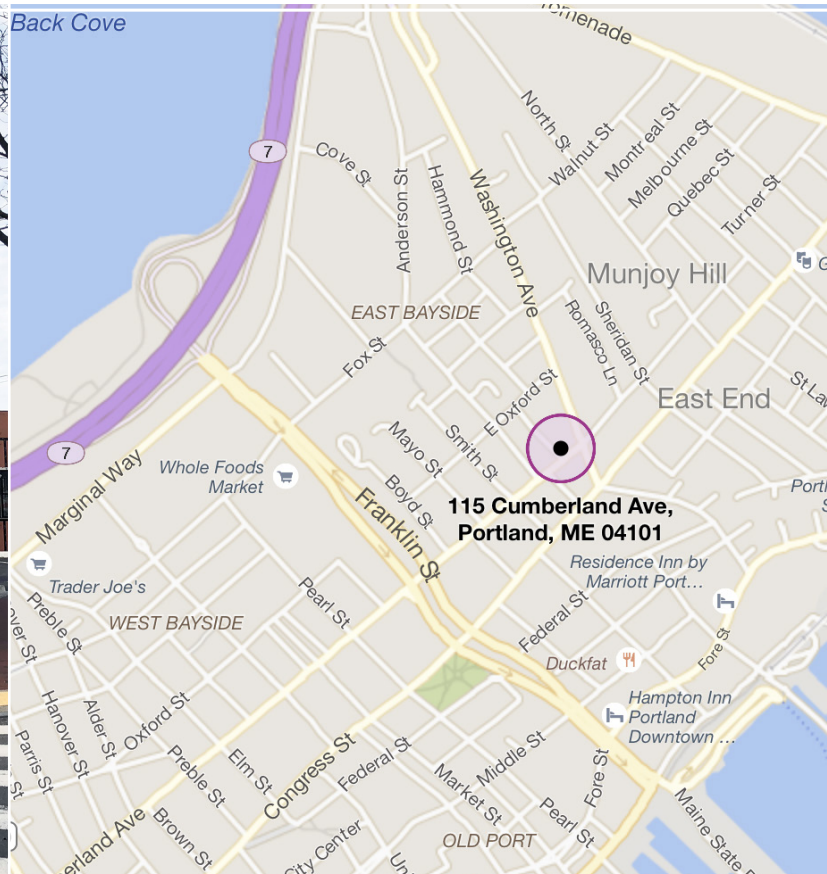 Back Cove
omenade
7
Cove St
Anderson St
Hammond St
Washington Ave
North St
Walnut St
Montreal St
Melbourne St
Quebec St
Turner St
Munjoy Hill
EAST BAYSIDE
Fox St
Romasco Ln
Sheridan St
East End
St Law
E Oxford St
Mayo St
Smith St
Boyd St
7
Marginal Way
Whole Foods
Market
115 Cumberland Ave,
Portland, ME 04101
Portl
S
Franklin St
Trader Joe's
Residence Inn by
Marriott Port...
Preble St
over St
WEST BAYSIDE
Pearl St
Federal St
Duckfat
Fore St
Hampton Inn
Portland
Downtown ...
Hanover St
Alder St
Oxford St
Parris St
St
Preble St
Elm St
Congress St
Federal St
Middle St
Market St
Fore St
Pearl St
Maine State P
OLD PORT
Brown St
erland Ave
City Center
Un
G